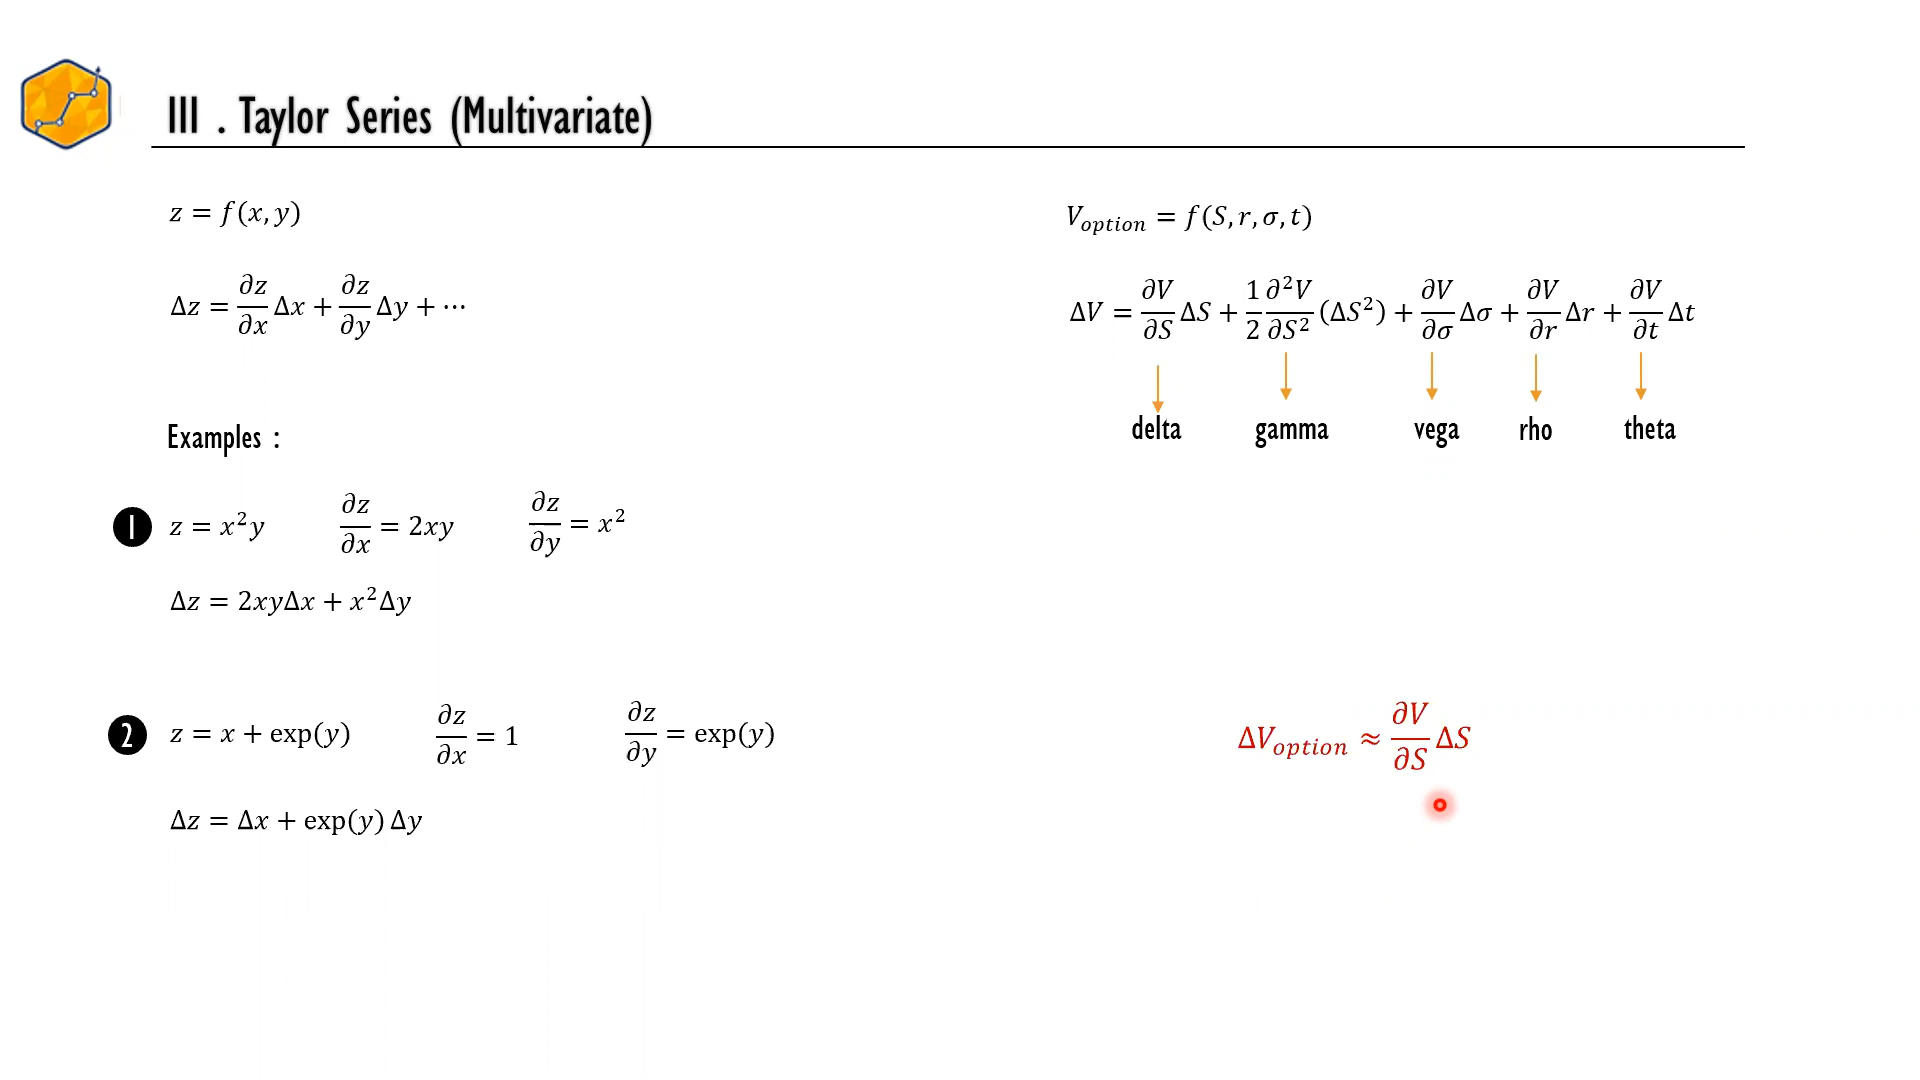 III . Taylor Series (Multivariate)
z = f(x, y)
Δz = ∂z/∂x Δx + ∂z/∂y Δy + ⋯
Examples :
1 z = x²y ∂z/∂x = 2xy ∂z/∂y = x²
Δz = 2xyΔx + x²Δy
2 z = x + exp(y) ∂z/∂x = 1 ∂z/∂y = exp(y)
Δz = Δx + exp(y) Δy
V_option = f(S, r, σ, t)
ΔV = ∂V/∂S ΔS + 1/2 ∂²V/∂S² (ΔS²) + ∂V/∂σ Δσ + ∂V/∂r Δr + ∂V/∂t Δt
delta gamma vega rho theta
ΔV_option ≈ ∂V/∂S ΔS